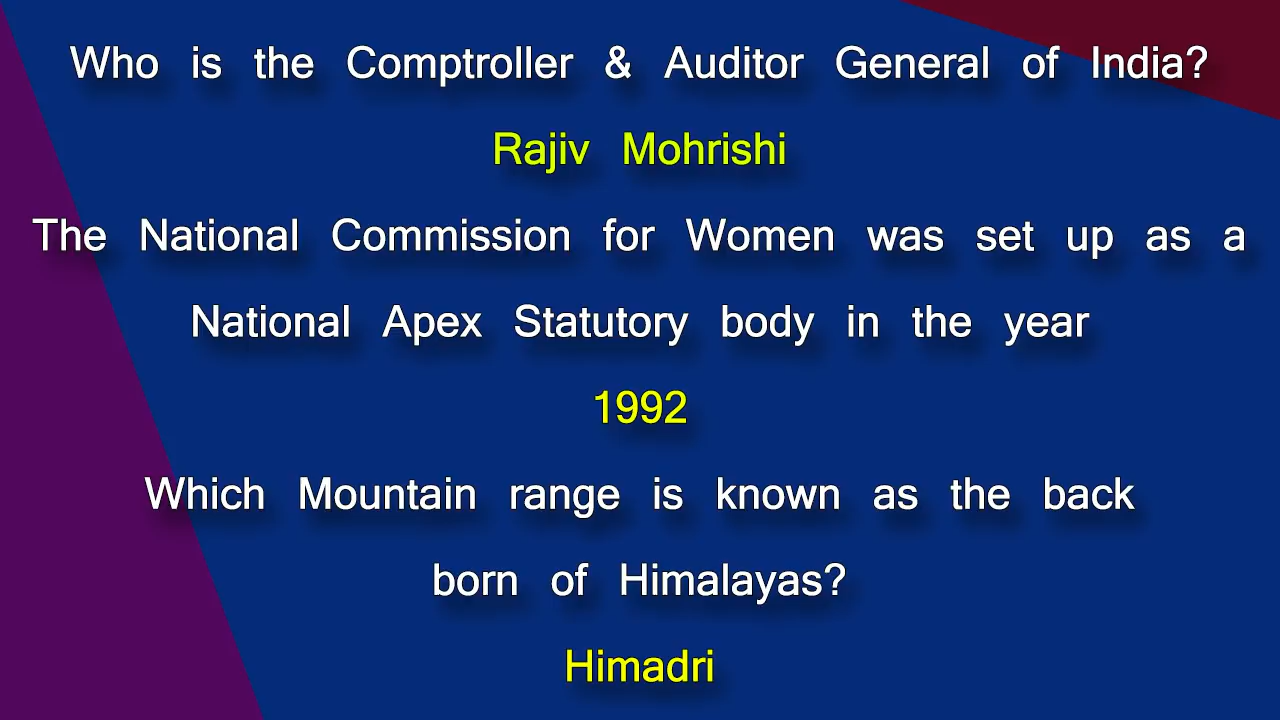 Who is the Comptroller & Auditor General of India?
Rajiv Mohrishi
The National Commission for Women was set up as a
National Apex Statutory body in the year
1992
Which Mountain range is known as the back
born of Himalayas?
Himadri